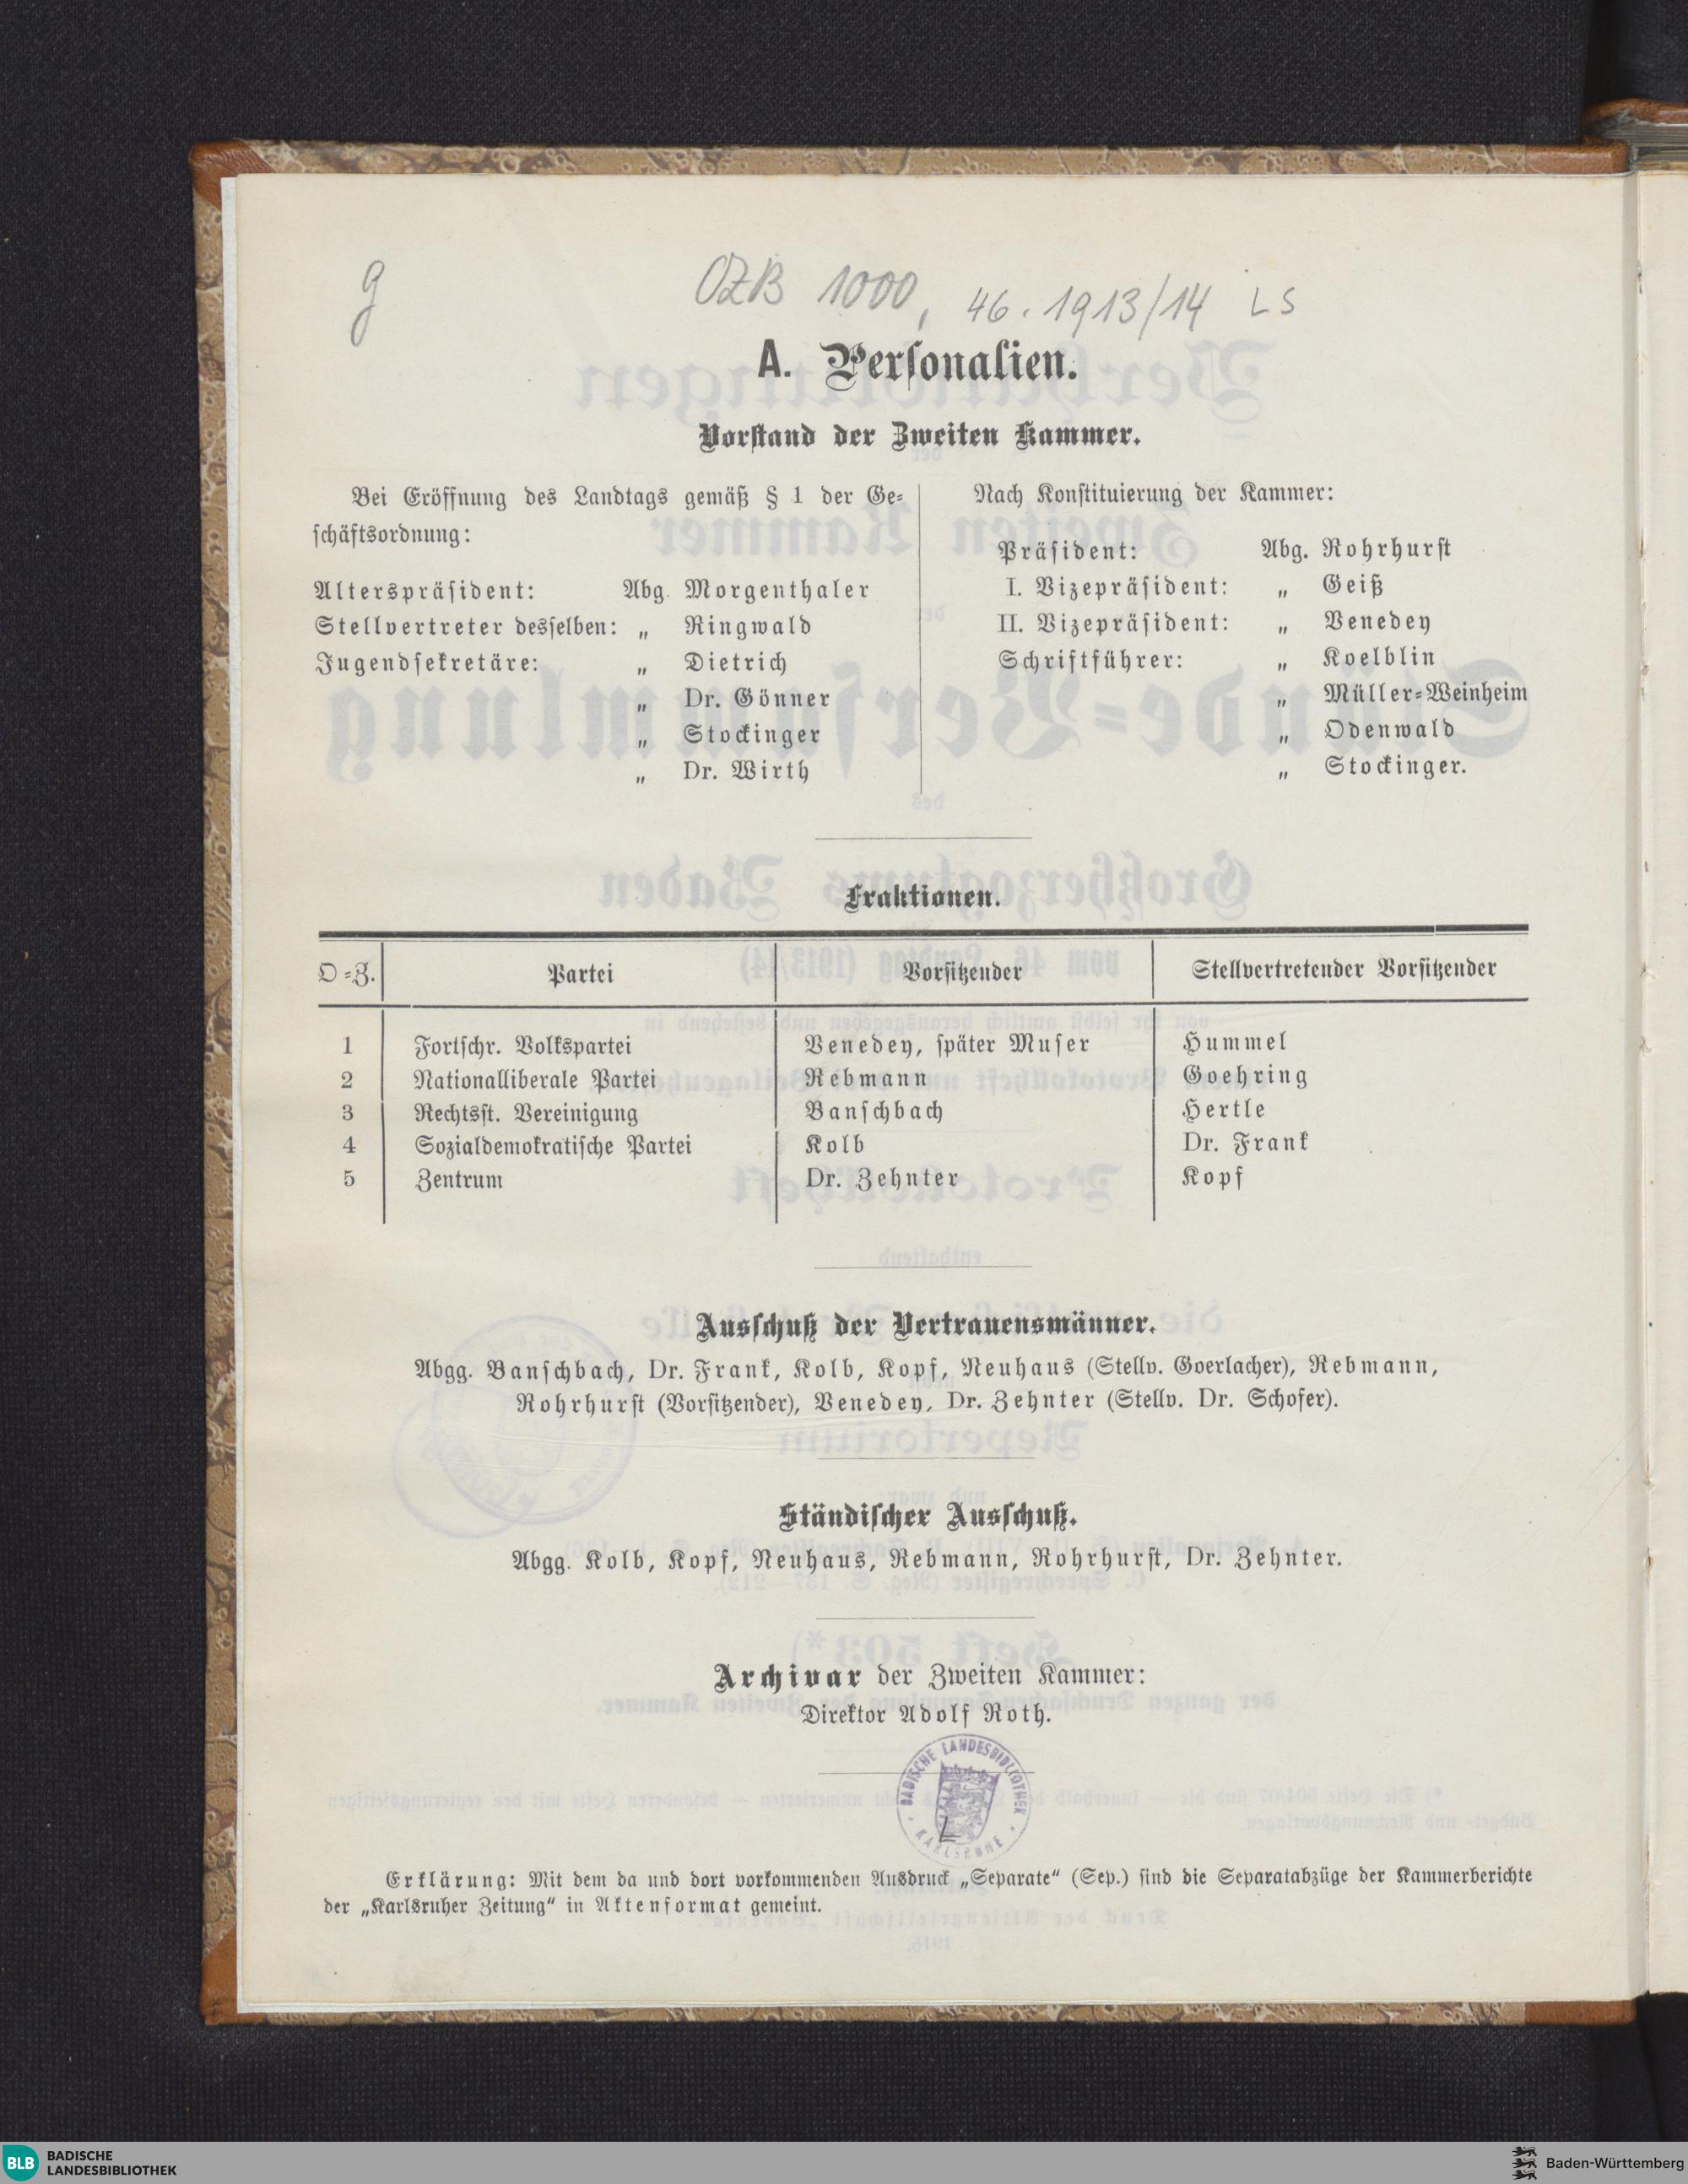 g
OZB 1000, 46. 1913/14 LS
A. Personalien.
Vorstand der Zweiten Kammer.
Bei Eröffnung des Landtags gemäß § 1 der Ge-
schäftsordnung:
Alterspräsident: Abg. Morgenthaler
Stellvertreter desselben: „ Ringwald
Jugendsekretäre: „ Dietrich
„ Dr. Gönner
„ Stockinger
„ Dr. Wirth
Nach Konstituierung der Kammer:
Präsident: Abg. Rohrhurst
I. Vizepräsident: „ Geiß
II. Vizepräsident: „ Venedey
Schriftführer: „ Koelblin
„ Müller-Weinheim
„ Odenwald
„ Stockinger.
Fraktionen.
O-Z. Partei Vorsitzender Stellvertretender Vorsitzender
1 Fortschr. Volkspartei Venedey, später Muser Hummel
2 Nationalliberale Partei Rebmann Goehring
3 Rechtsst. Vereinigung Banschbach Hertle
4 Sozialdemokratische Partei Kolb Dr. Frank
5 Zentrum Dr. Zehnter Kopf
Ausschuß der Vertrauensmänner.
Abgg. Banschbach, Dr. Frank, Kolb, Kopf, Neuhaus (Stellv. Goerlacher), Rebmann,
Rohrhurst (Vorsitzender), Venedey, Dr. Zehnter (Stellv. Dr. Schofer).
Ständischer Ausschuß.
Abgg. Kolb, Kopf, Neuhaus, Rebmann, Rohrhurst, Dr. Zehnter.
Archivar der Zweiten Kammer:
Direktor Adolf Roth.
BADISCHE LANDESBIBLIOTHEK
KARLSRUHE
L
Erklärung: Mit dem da und dort vorkommenden Ausdruck „Separate“ (Sep.) sind die Separatabzüge der Kammerberichte
der „Karlsruher Zeitung“ in Aktenformat gemeint.
BLB BADISCHE
LANDESBIBLIOTHEK
Baden-Württemberg